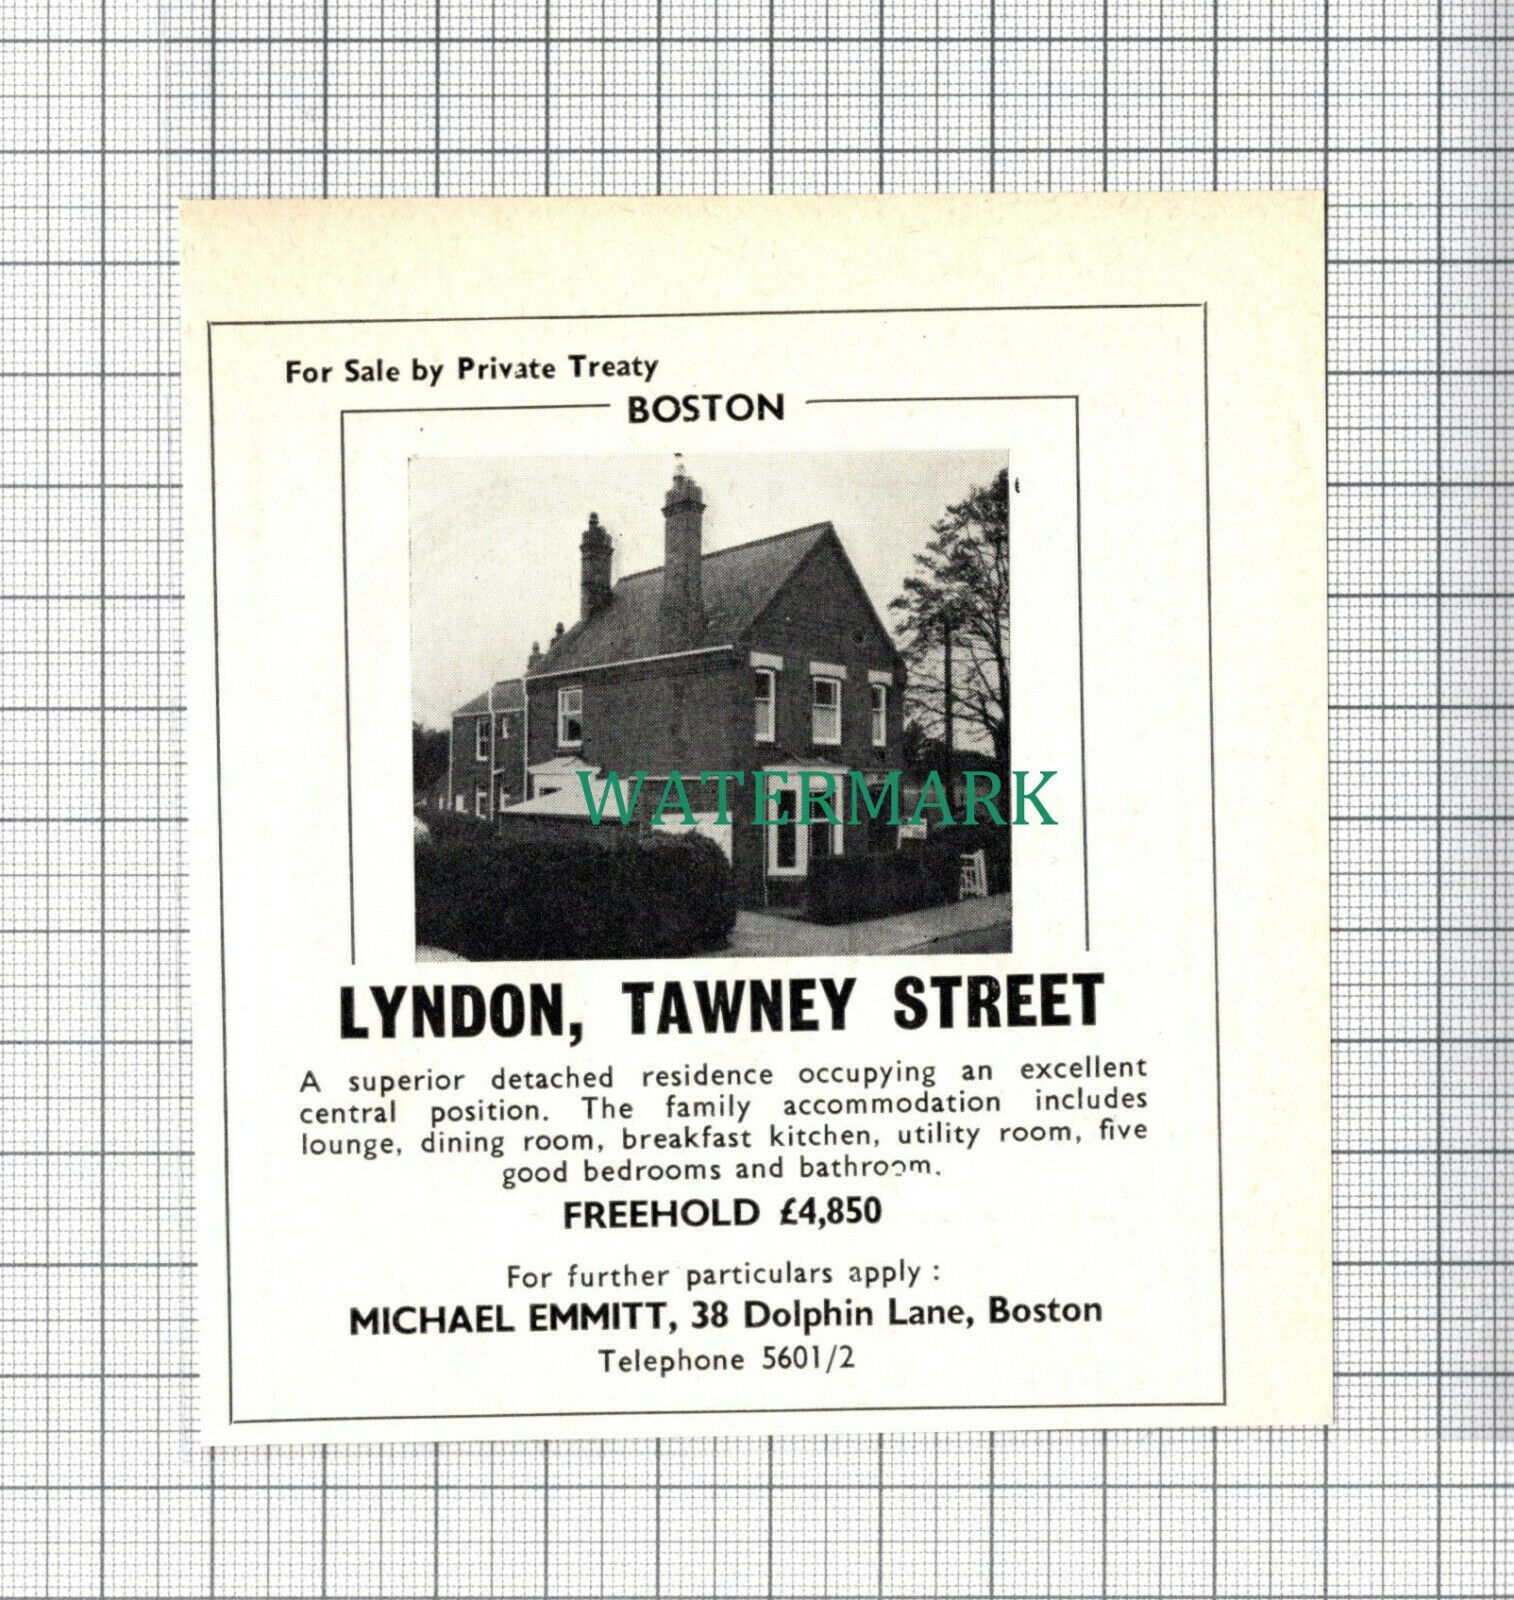 For Sale by Private Treaty
BOSTON
WATERMARK
LYNDON, TAWNEY STREET
A superior detached residence occupying an excellent
central position. The family accommodation includes
lounge, dining room, breakfast kitchen, utility room, five
good bedrooms and bathroom.
FREEHOLD £4,850
For further particulars apply :
MICHAEL EMMITT, 38 Dolphin Lane, Boston
Telephone 5601/2